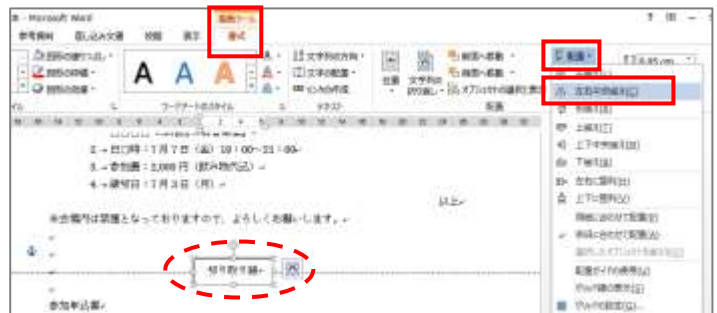 - Microsoft Word
描画ツール
参考資料 差し込み文書 校閲 表示 書式
図形の塗りつぶし
図形の枠線
図形の効果
A A A
文字列の方向
文字の配置
リンクの作成
位置
文字列の
折り返し
前面へ移動
背面へ移動
オブジェクトの選択と表示
配置
ワードアートのスタイル
テキスト
配置
左右中央揃え(C)
上揃え(T)
上下中央揃え(M)
下揃え(B)
左右に整列(H)
上下に整列(V)
用紙に合わせて配置(P)
余白に合わせて配置(A)
配置ガイドの使用(U)
グリッド線の表示(S)
グリッドの設定(G)...
2.→日時:7月7日(金)19:00~21:00
3.→参加費:3,000円(飲み物代込)
4.→締切日:7月3日(月)
以上
※会場内は禁煙となっておりますので、よろしくお願いします。
切り取り線
参加申込書